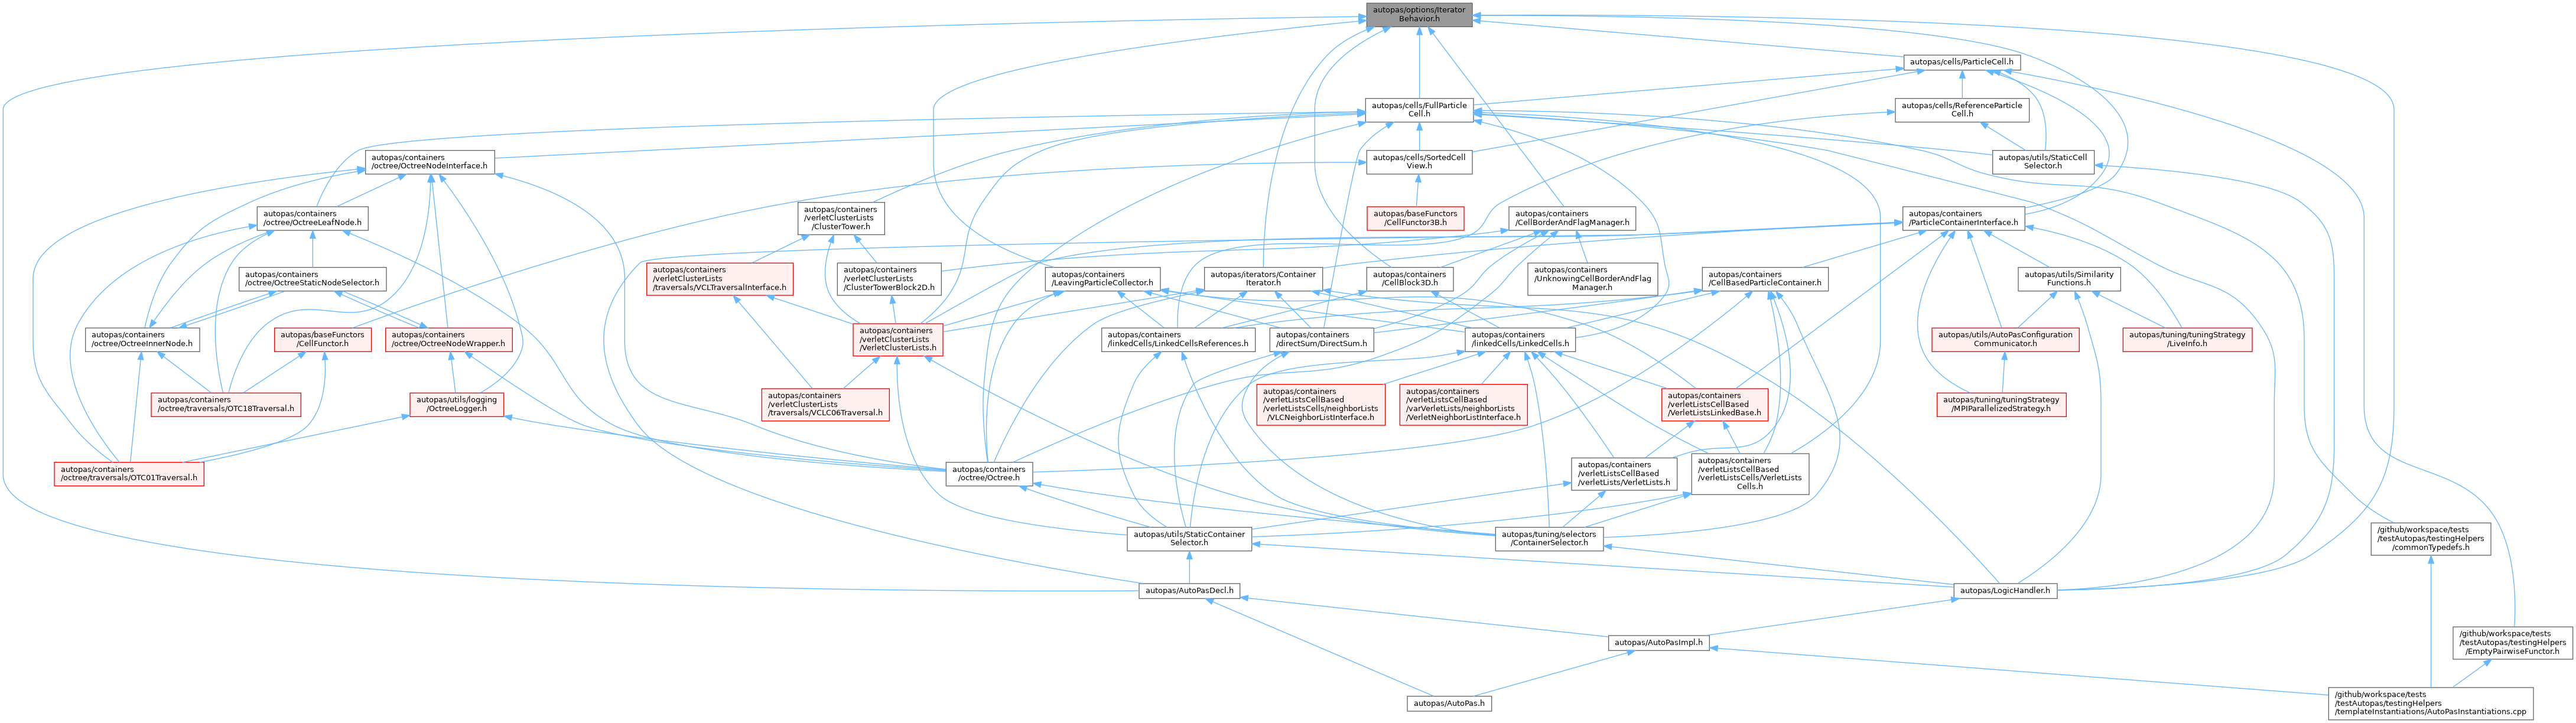 autopas/options/Iterator
Behavior.h
autopas/cells/ParticleCell.h
autopas/cells/FullParticle
Cell.h
autopas/cells/ReferenceParticle
Cell.h
autopas/containers
/octree/OctreeNodeInterface.h
autopas/cells/SortedCell
View.h
autopas/utils/StaticCell
Selector.h
autopas/containers
/octree/OctreeLeafNode.h
autopas/containers
/verletClusterLists
/ClusterTower.h
autopas/baseFunctors
/CellFunctor3B.h
autopas/containers
/CellBorderAndFlagManager.h
autopas/containers
/ParticleContainerInterface.h
autopas/containers
/octree/OctreeStaticNodeSelector.h
autopas/containers
/verletClusterLists
/traversals/VCLTraversalInterface.h
autopas/containers
/verletClusterLists
/ClusterTowerBlock2D.h
autopas/containers
/LeavingParticleCollector.h
autopas/iterators/Container
Iterator.h
autopas/containers
/CellBlock3D.h
autopas/containers
/UnknowingCellBorderAndFlag
Manager.h
autopas/containers
/CellBasedParticleContainer.h
autopas/utils/Similarity
Functions.h
autopas/containers
/octree/OctreeInnerNode.h
autopas/baseFunctors
/CellFunctor.h
autopas/containers
/octree/OctreeNodeWrapper.h
autopas/containers
/verletClusterLists
/VerletClusterLists.h
autopas/containers
/linkedCells/LinkedCellsReferences.h
autopas/containers
/directSum/DirectSum.h
autopas/containers
/linkedCells/LinkedCells.h
autopas/utils/AutoPasConfiguration
Communicator.h
autopas/tuning/tuningStrategy
/LiveInfo.h
autopas/containers
/octree/traversals/OTC18Traversal.h
autopas/utils/logging
/OctreeLogger.h
autopas/containers
/verletClusterLists
/traversals/VCLC06Traversal.h
autopas/containers
/verletListsCellBased
/verletListsCells/neighborLists
/VLCNeighborListInterface.h
autopas/containers
/verletListsCellBased
/varVerletLists/neighborLists
/VerletNeighborListInterface.h
autopas/containers
/verletListsCellBased
/VerletListsLinkedBase.h
autopas/tuning/tuningStrategy
/MPIParallelizedStrategy.h
autopas/containers
/octree/traversals/OTC01Traversal.h
autopas/containers
/octree/Octree.h
autopas/containers
/verletListsCellBased
/verletLists/VerletLists.h
autopas/containers
/verletListsCellBased
/verletListsCells/VerletLists
Cells.h
autopas/utils/StaticContainer
Selector.h
autopas/tuning/selectors
/ContainerSelector.h
/github/workspace/tests
/testAutopas/testingHelpers
/commonTypedefs.h
autopas/AutoPasDecl.h
autopas/LogicHandler.h
autopas/AutoPasImpl.h
/github/workspace/tests
/testAutopas/testingHelpers
/EmptyPairwiseFunctor.h
autopas/AutoPas.h
/github/workspace/tests
/testAutopas/testingHelpers
/templateInstantiations/AutoPasInstantiations.cpp